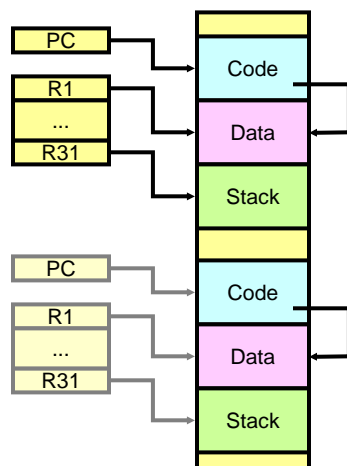 PC
Code
R1
...
Data
R31
Stack
PC
Code
R1
...
Data
R31
Stack